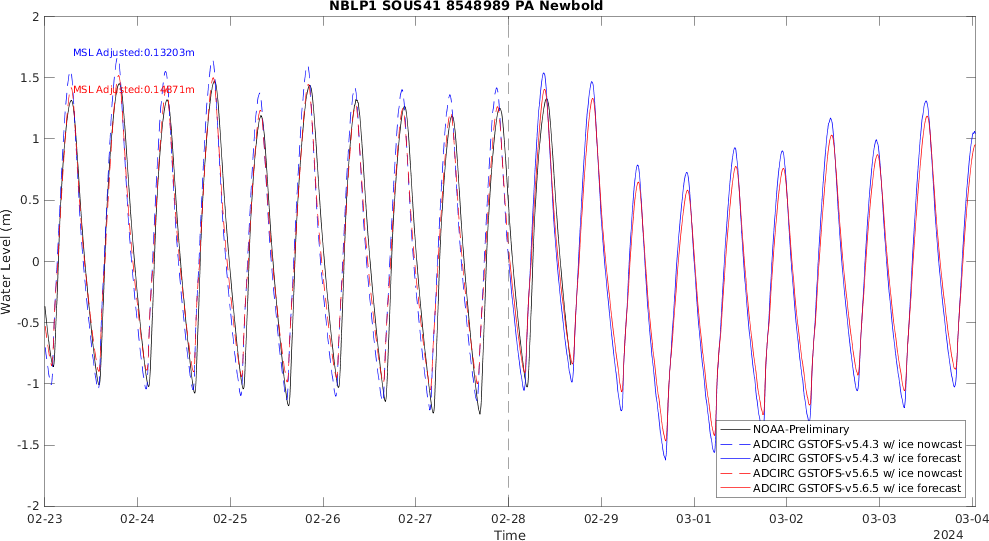 NBLP1 SOUS41 8548989 PA Newbold
MSL Adjusted:0.13203m
MSL Adjusted:0.14871m
Water Level (m)
2
1.5
1
0.5
0
-0.5
-1
-1.5
-2
NOAA-Preliminary
ADCIRC GSTOFS-v5.4.3 w/ ice nowcast
ADCIRC GSTOFS-v5.4.3 w/ ice forecast
ADCIRC GSTOFS-v5.6.5 w/ ice nowcast
ADCIRC GSTOFS-v5.6.5 w/ ice forecast
02-23 02-24 02-25 02-26 02-27 02-28 02-29 03-01 03-02 03-03 03-04
Time
2024